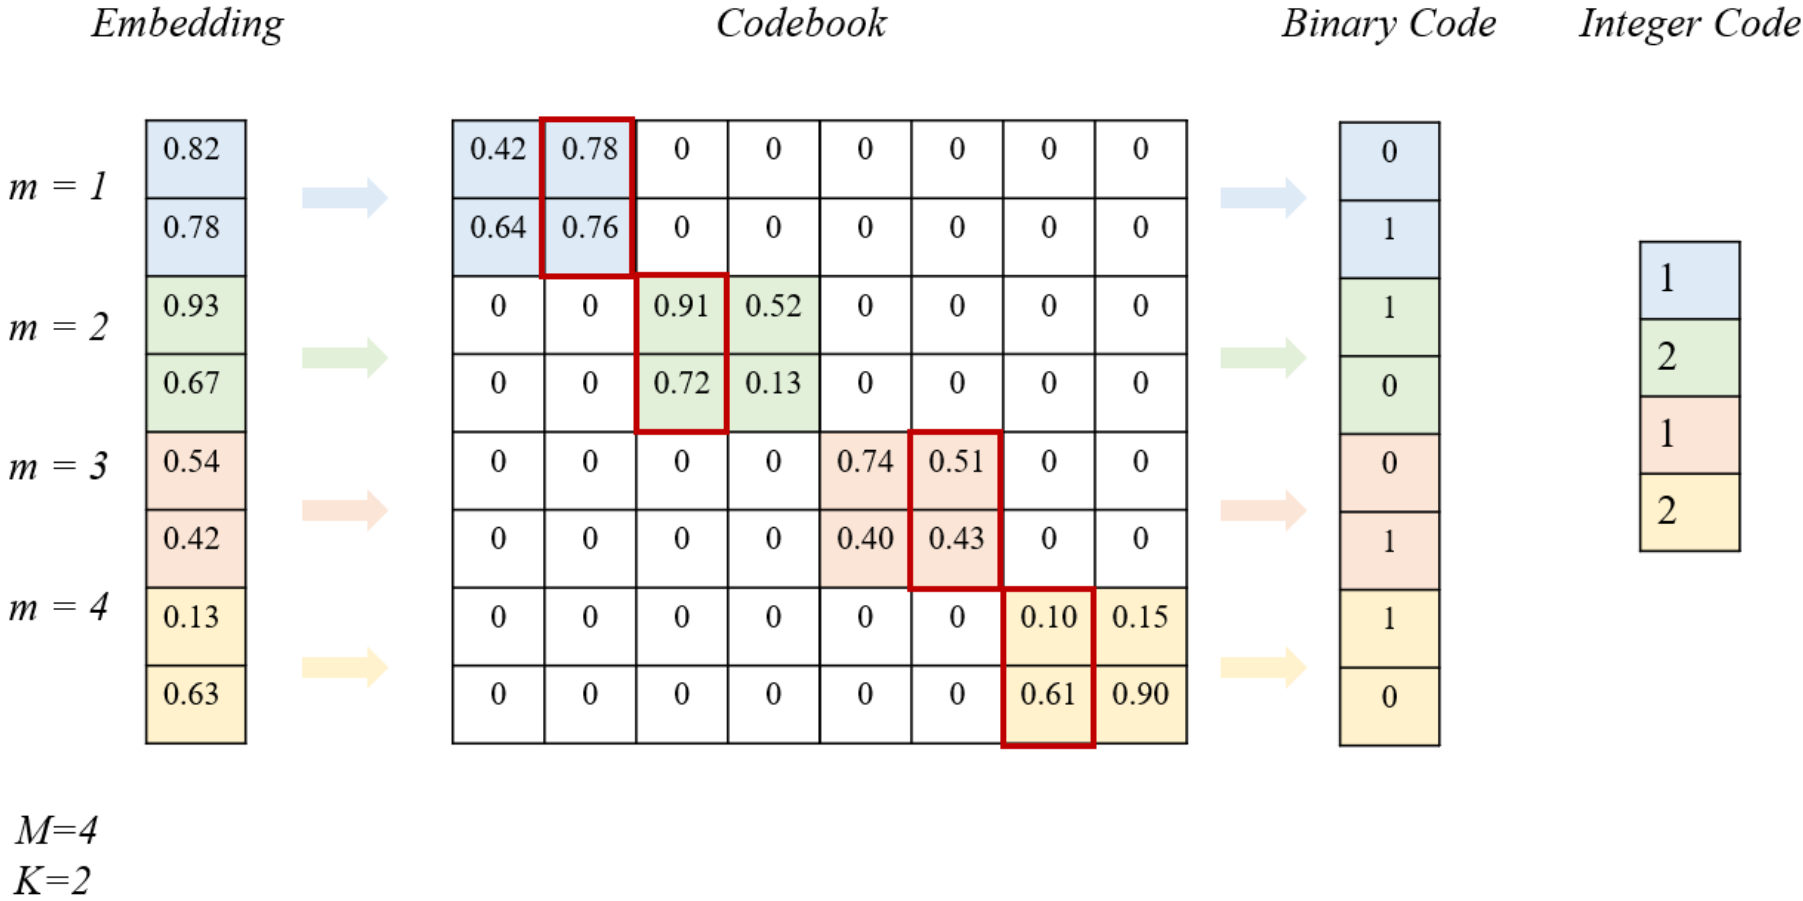 Embedding Codebook Binary Code Integer Code
0.82 0.42 0.78 0 0 0 0 0 0 0
m = 1
0.78 0.64 0.76 0 0 0 0 0 0 1
1
0.93 0 0 0.91 0.52 0 0 0 0 1
m = 2
2
0.67 0 0 0.72 0.13 0 0 0 0 0
1
0.54 0 0 0 0 0.74 0.51 0 0 0
m = 3
2
0.42 0 0 0 0 0.40 0.43 0 0 1
m = 4
0.13 0 0 0 0 0 0 0.10 0.15 1
0.63 0 0 0 0 0 0 0.61 0.90 0
M=4
K=2